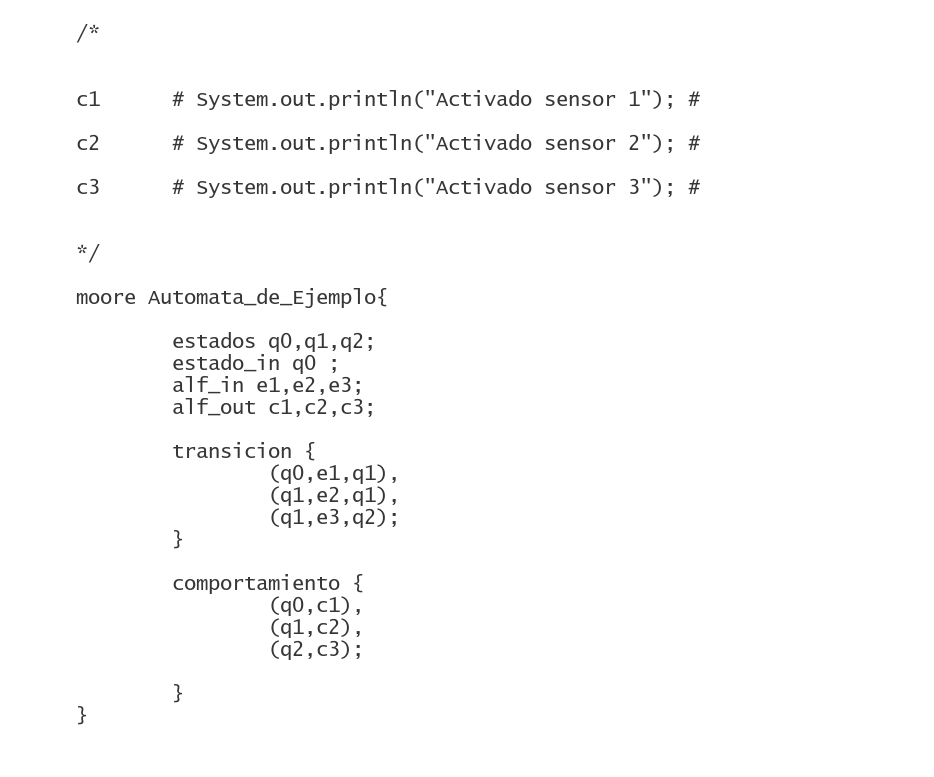 /*
c1 # System.out.println("Activado sensor 1"); #
c2 # System.out.println("Activado sensor 2"); #
c3 # System.out.println("Activado sensor 3"); #
*/
moore Automata_de_Ejemplo{
estados q0,q1,q2;
estado_in q0 ;
alf_in e1,e2,e3;
alf_out c1,c2,c3;
transicion {
(q0,e1,q1),
(q1,e2,q1),
(q1,e3,q2);
}
comportamiento {
(q0,c1),
(q1,c2),
(q2,c3);
}
}